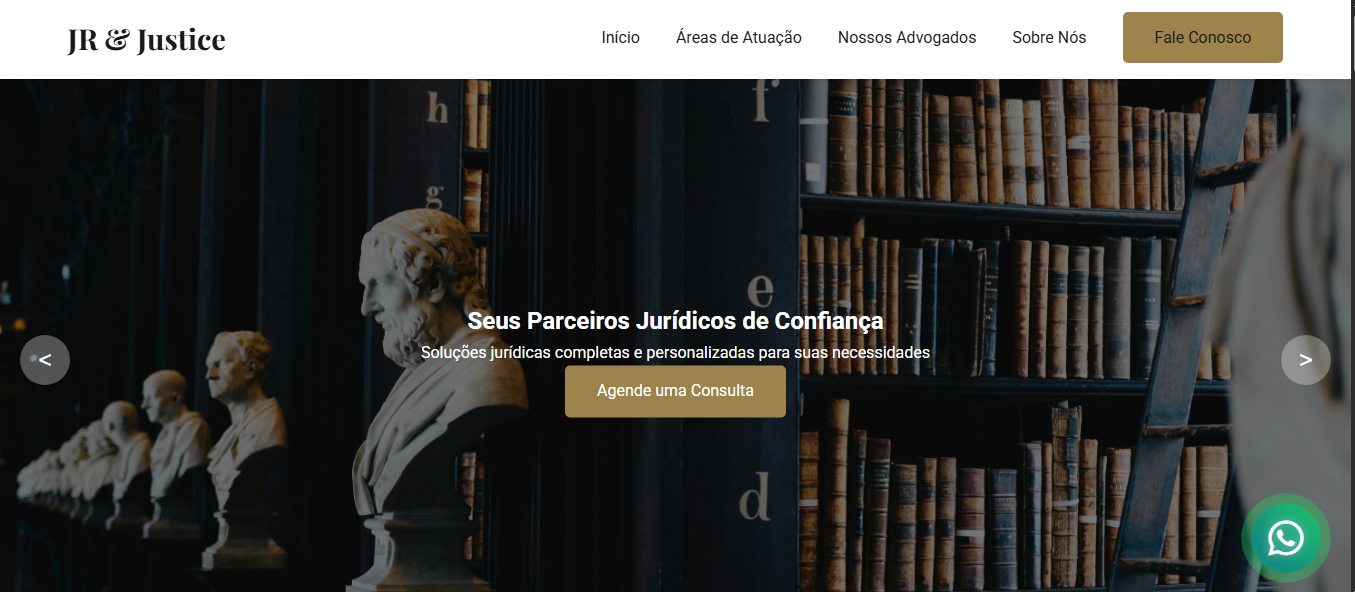 JR & Justice
Início
Áreas de Atuação
Nossos Advogados
Sobre Nós
Fale Conosco
h
f
g
e
Seus Parceiros Jurídicos de Confiança
<
>
Soluções jurídicas completas e personalizadas para suas necessidades
Agende uma Consulta
d